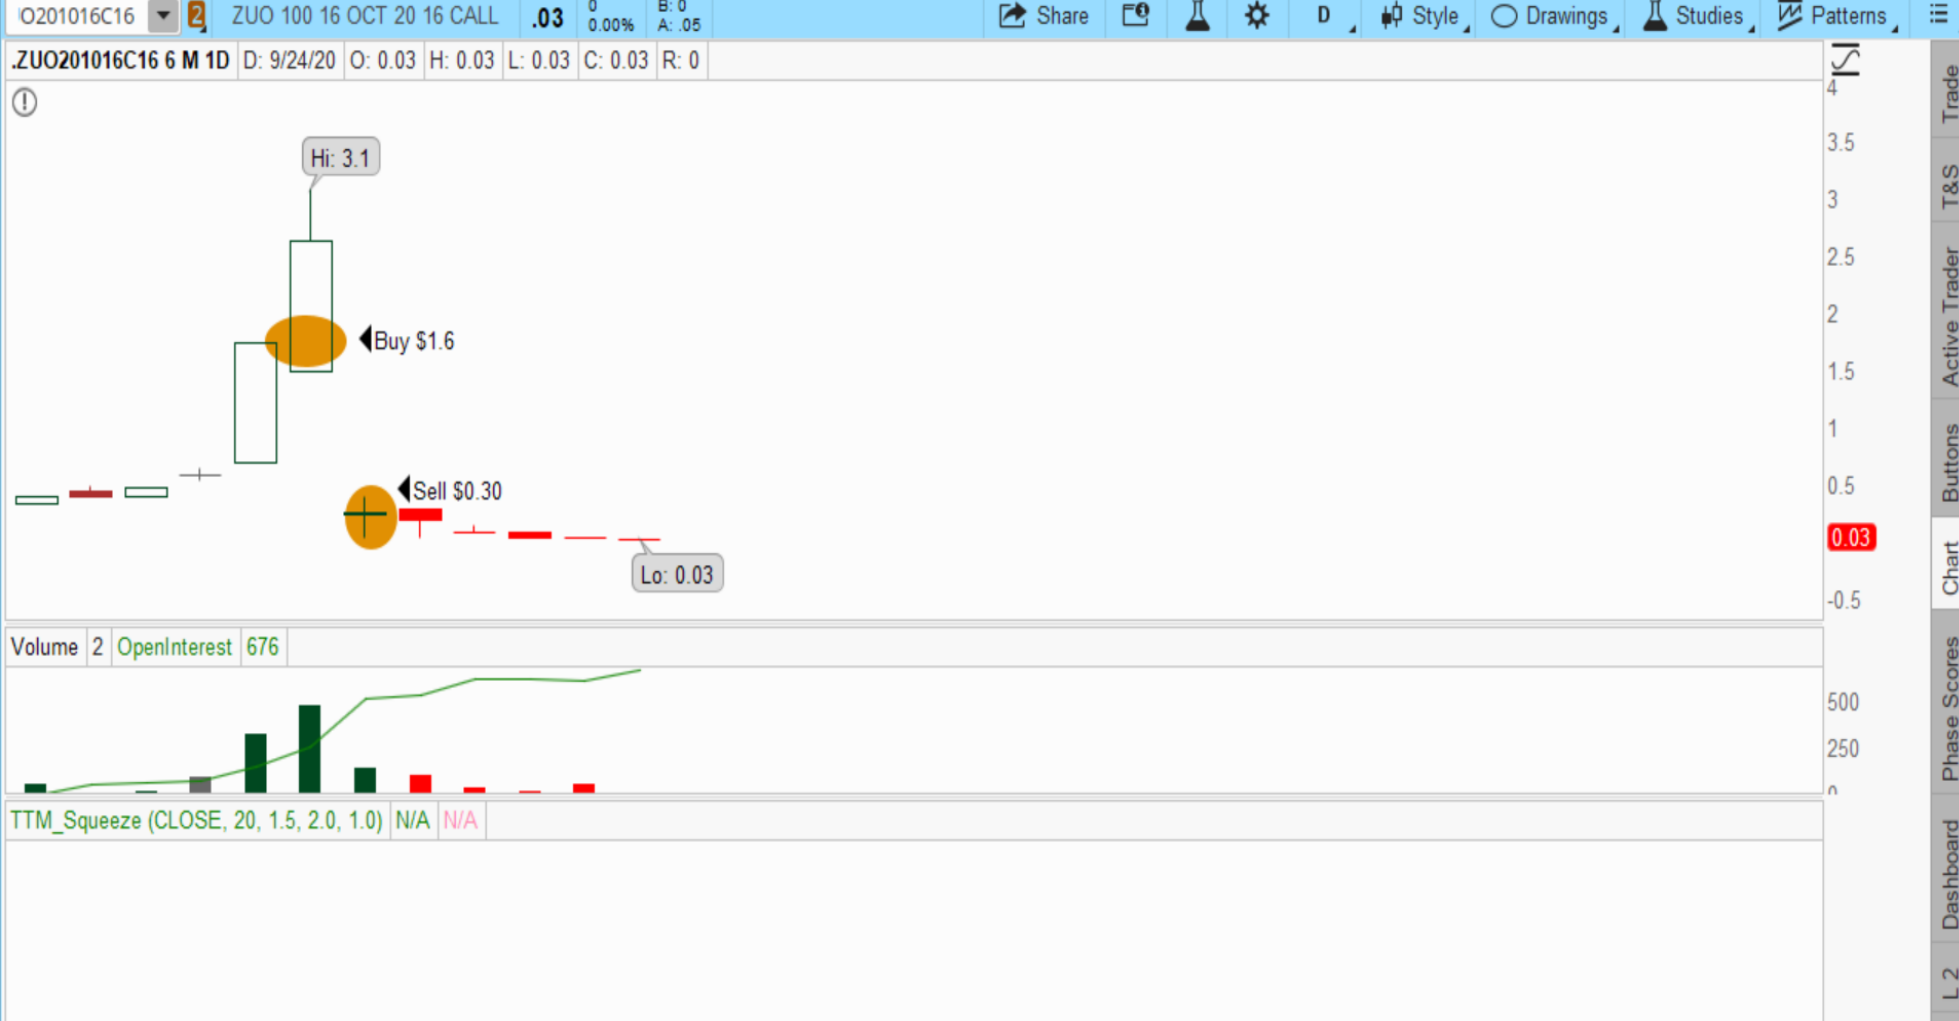 O201016C16 2 ZUO 100 16 OCT 20 16 CALL .03 0 B: 0 Share D Style Drawings Studies Patterns
0.00% A: .05
.ZUO201016C16 6 M 1D D: 9/24/20 O: 0.03 H: 0.03 L: 0.03 C: 0.03 R: 0
4
Hi: 3.1
3.5
3
2.5
2
Buy $1.6
1.5
1
Sell $0.30
0.5
0.03
Lo: 0.03
-0.5
Volume 2 OpenInterest 676
500
250
0
TTM_Squeeze (CLOSE, 20, 1.5, 2.0, 1.0) N/A N/A
Trade
T&S
Active Trader
Buttons
Chart
Phase Scores
Dashboard
L 2